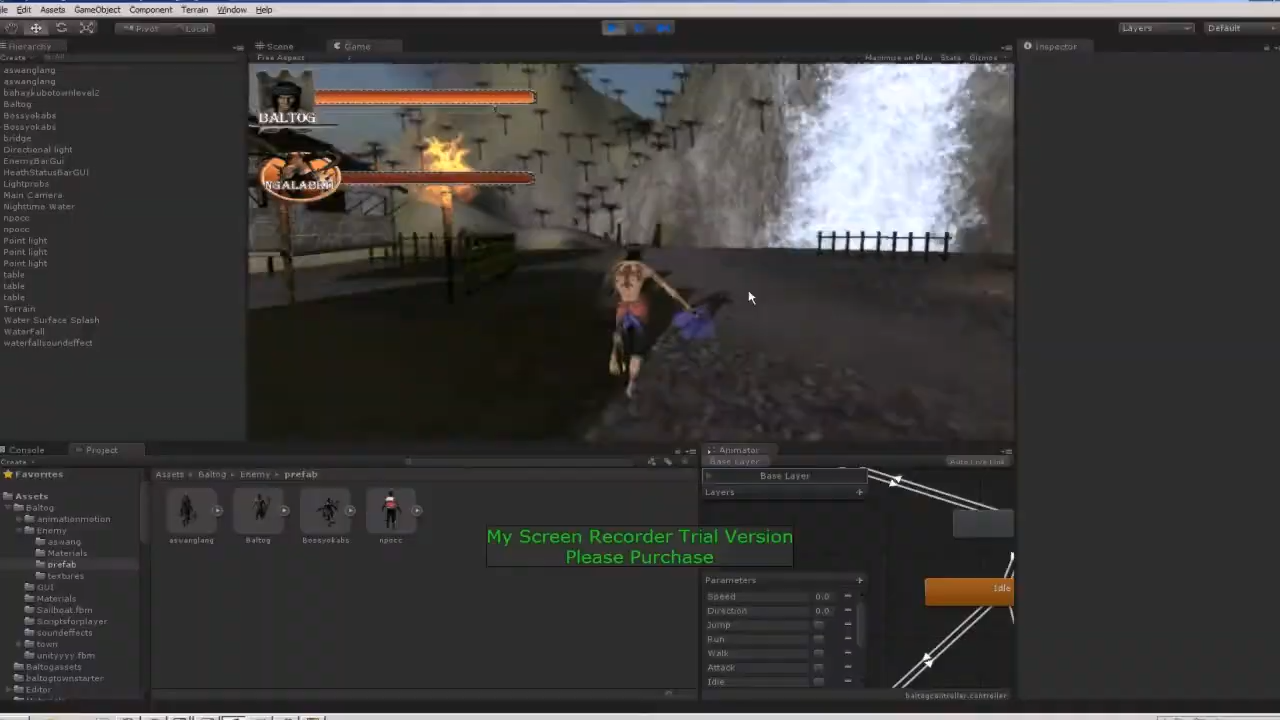 Edit Assets GameObject Component Terrain Window Help
Pivot Local Layers Default
Hierarchy Scene Game Inspector
Create Free Aspect Maximize on Play Stats Gizmos
aswanglang
aswanglang
bahaykubotownlevel2
Baltog
Bossyokabs
Bossyokabs
bridge
Directional light
EnemyBarGui
HeathStatusBarGUI
Lightprobs
Main Camera
Nighttime Water
npocc
npocc
Point light
Point light
Point light
table
table
table
Terrain
Water Surface Splash
WaterFall
waterfallsoundeffect
BALTOG
Console Project Animator
Create Base Layer Auto Live Link
Favorites Assets Baltog Enemy prefab
Base Layer
Layers
Assets
Baltog
animationmotion
Enemy
aswang
Materials
prefab
textures
GUI
Materials
Sailboat.fbm
Scriptsforplayer
soundeffects
town
unityyyy.fbm
Baltogassets
baltogtownstarter
Editor
aswanglang Baltog Bossyokabs npocc
My Screen Recorder Trial Version
Please Purchase
Parameters
Speed 0.0
Direction 0.0
Jump
Run
Walk
Attack
Idle
Idle
baltogcontroller.controller